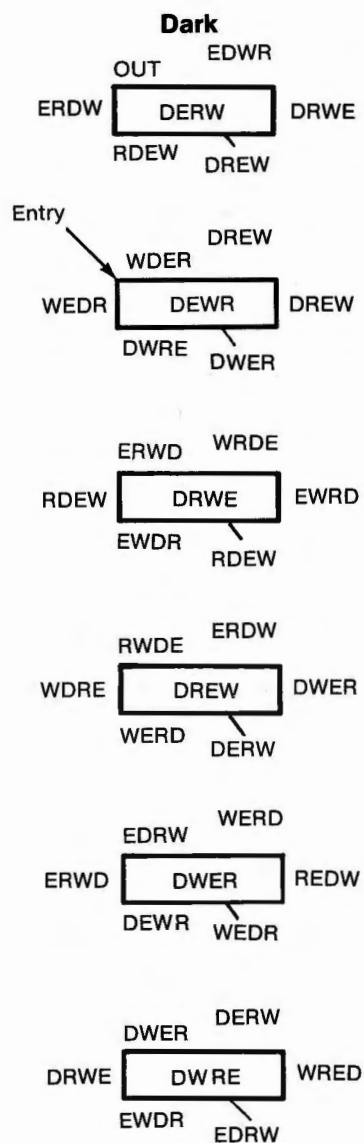 Dark
EDWR
OUT
ERDW DERW DRWE
RDEW
DREW
Entry
DREW
WDER
WEDR DEWR DREW
DWRE
DWER
WRDE
ERWD
RDEW DRWE EWRD
EWDR
RDEW
ERDW
RWDE
WDRE DREW DWER
WERD
DERW
WERD
EDRW
ERWD DWER REDW
DEWR
WEDR
DERW
DWER
DRWE DWRE WRED
EWDR
EDRW